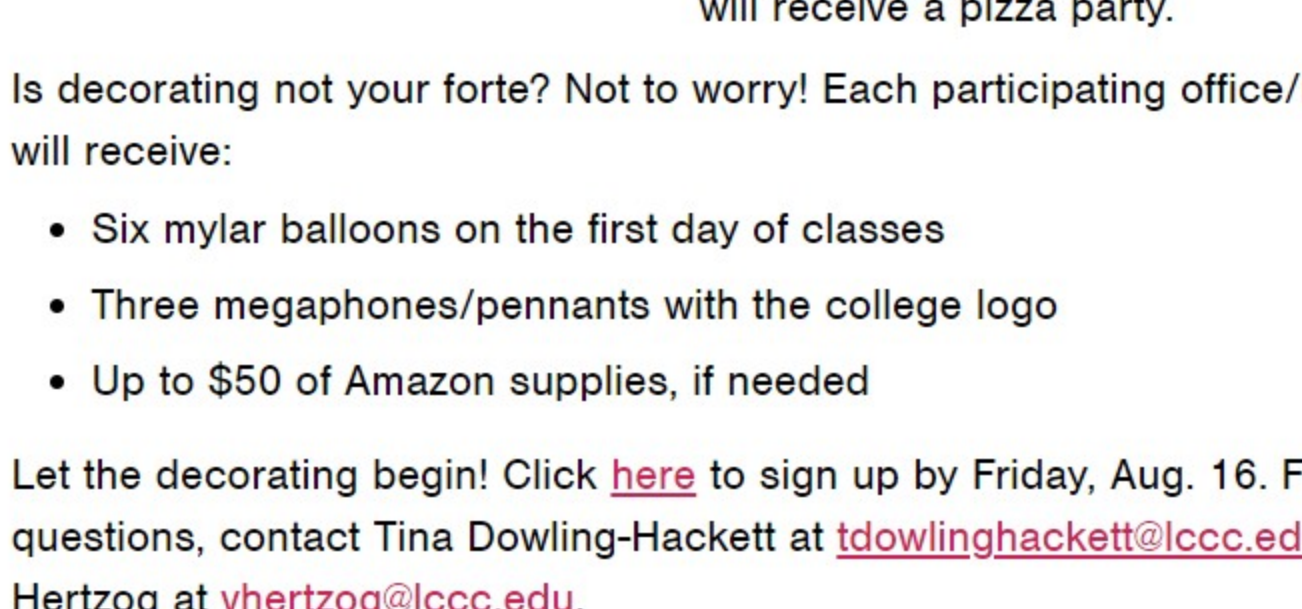 will receive a pizza party.
Is decorating not your forte? Not to worry! Each participating office/
will receive:
• Six mylar balloons on the first day of classes
• Three megaphones/pennants with the college logo
• Up to $50 of Amazon supplies, if needed
Let the decorating begin! Click here to sign up by Friday, Aug. 16. F
questions, contact Tina Dowling-Hackett at tdowlinghackett@lccc.ed
Hertzog at vhertzog@lccc.edu.